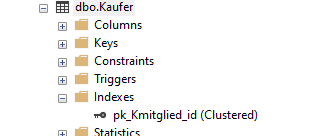 dbo.Kaufer
Columns
Keys
Constraints
Triggers
Indexes
pk_Kmitglied_id (Clustered)
Statistics